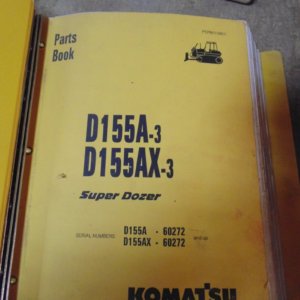 Parts
Book
D155A-3
D155AX-3
Super Dozer
SERIAL NUMBERS
D155A - 60272
D155AX - 60272
KOMATSU